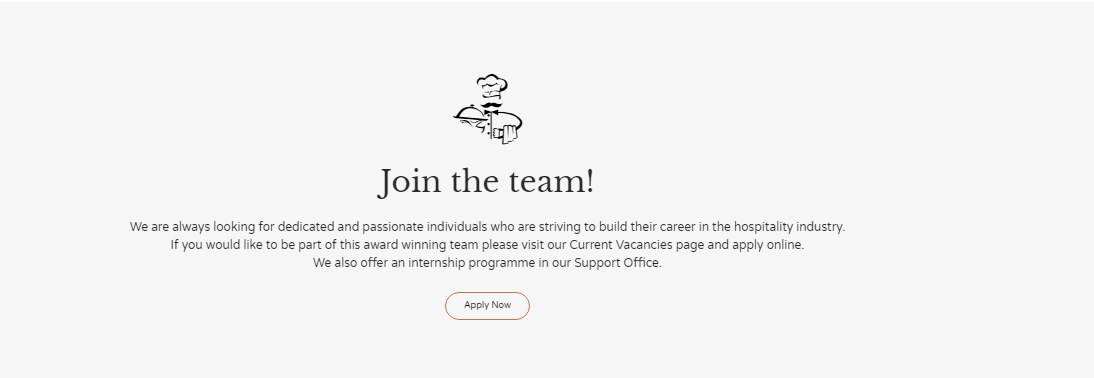 Join the team!
We are always looking for dedicated and passionate individuals who are striving to build their career in the hospitality industry.
If you would like to be part of this award winning team please visit our Current Vacancies page and apply online.
We also offer an internship programme in our Support Office.
Apply Now